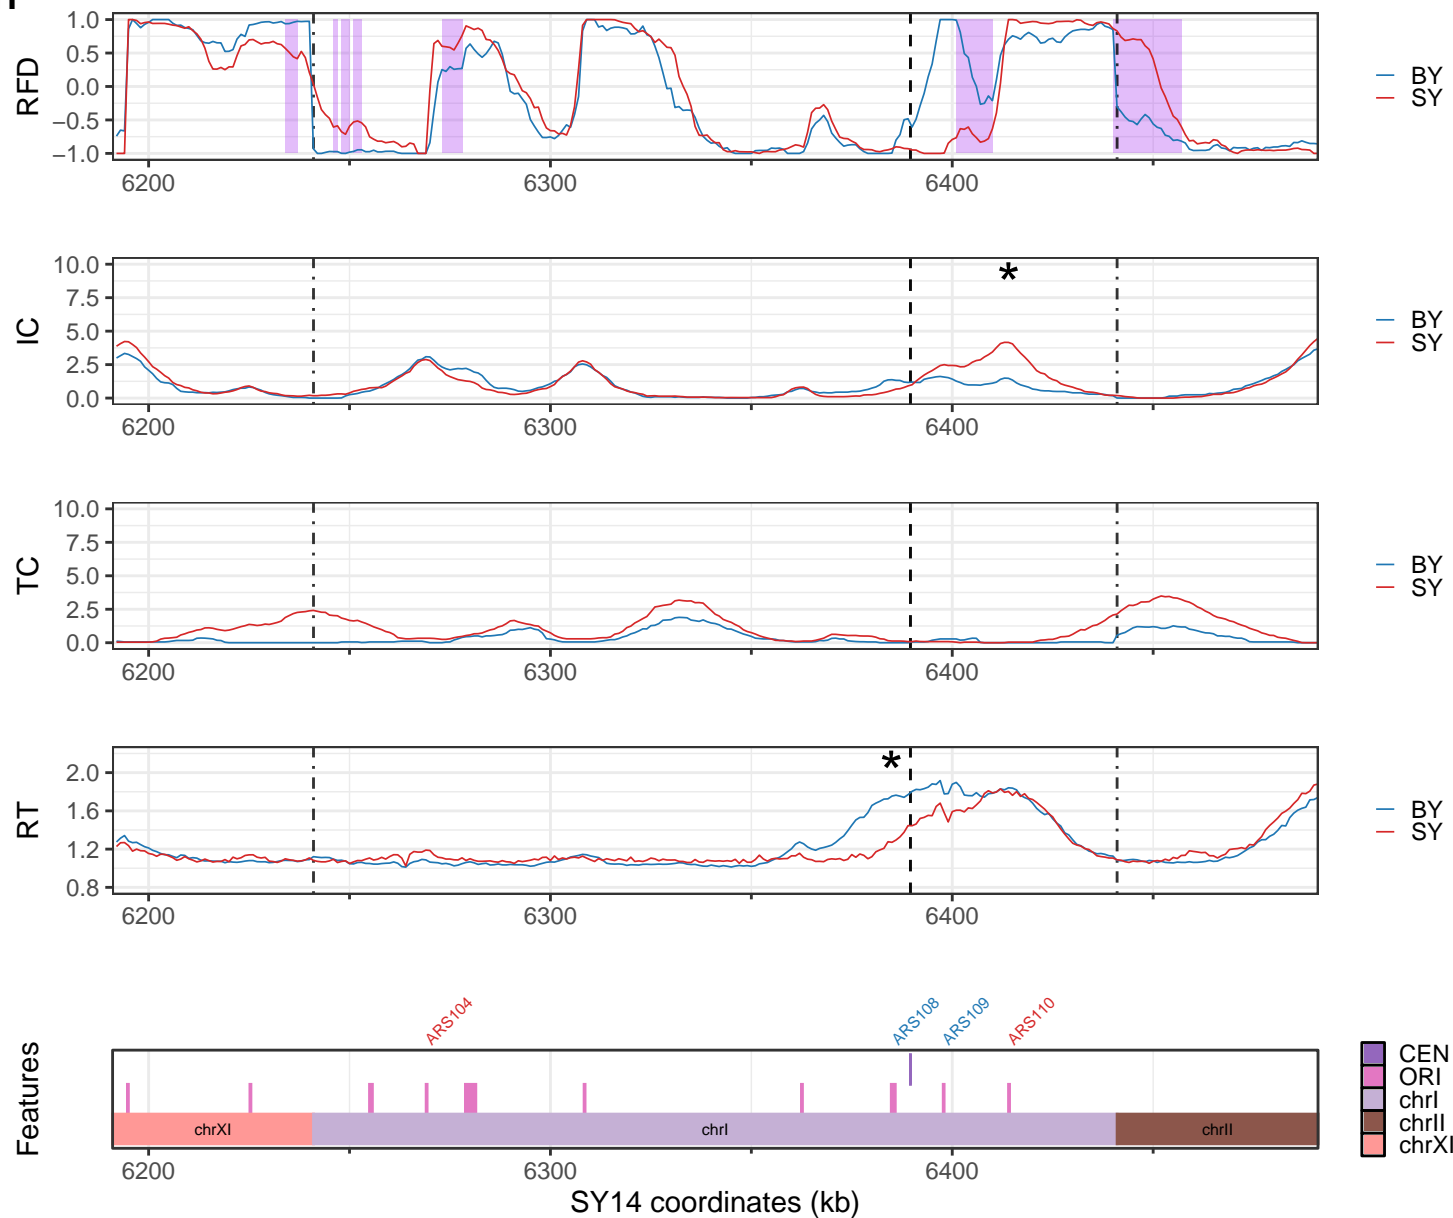 RFD
1.0
0.5
0.0
−0.5
−1.0
6200
6300
6400
BY
SY
IC
10.0
7.5
5.0
2.5
0.0
*
6200
6300
6400
BY
SY
TC
10.0
7.5
5.0
2.5
0.0
6200
6300
6400
BY
SY
RT
2.0
1.6
1.2
0.8
*
6200
6300
6400
BY
SY
ARS104
ARS108
ARS109
ARS110
Features
chrXI
chrI
chrII
6200
6300
6400
SY14 coordinates (kb)
CEN
ORI
chrI
chrII
chrXI